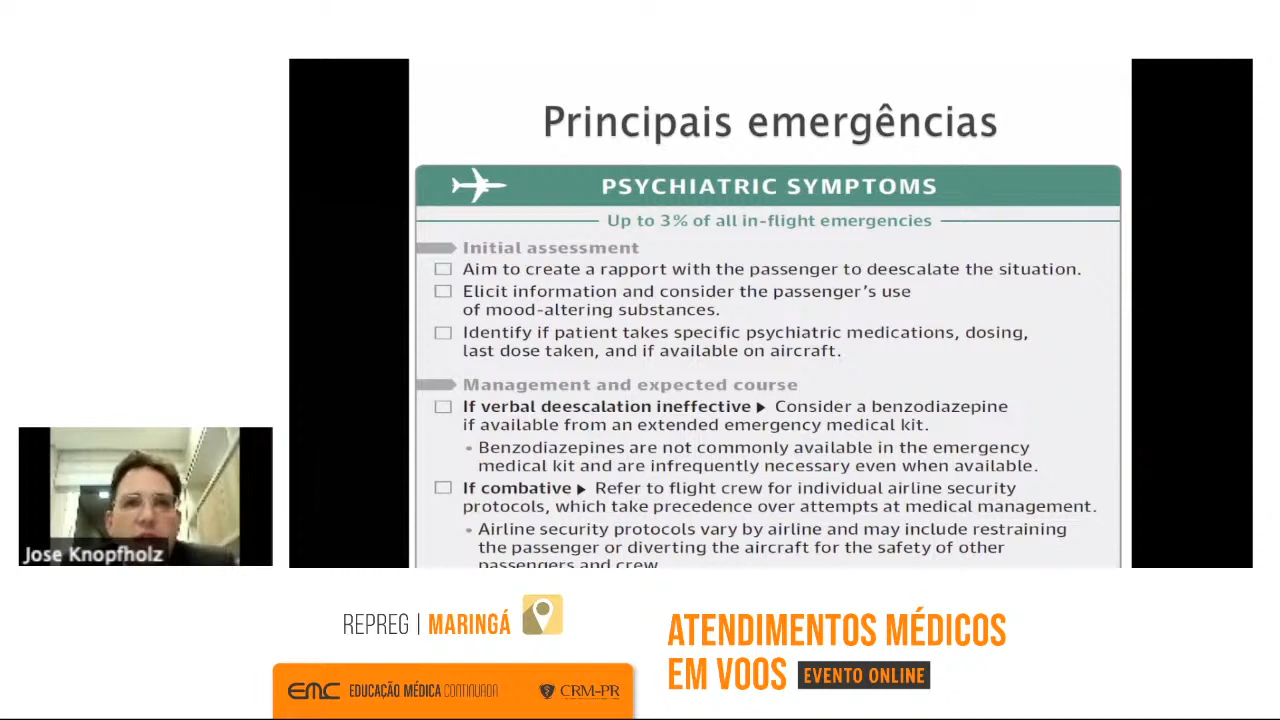 Principais emergências
PSYCHIATRIC SYMPTOMS
Up to 3% of all in-flight emergencies
Initial assessment
Aim to create a rapport with the passenger to deescalate the situation.
Elicit information and consider the passenger's use
of mood-altering substances.
Identify if patient takes specific psychiatric medications, dosing,
last dose taken, and if available on aircraft.
Management and expected course
If verbal deescalation ineffective ▶ Consider a benzodiazepine
if available from an extended emergency medical kit.
• Benzodiazepines are not commonly available in the emergency
medical kit and are infrequently necessary even when available.
If combative ▶ Refer to flight crew for individual airline security
protocols, which take precedence over attempts at medical management.
• Airline security protocols vary by airline and may include restraining
the passenger or diverting the aircraft for the safety of other
passengers and crew
Jose Knopfholz
REPREG | MARINGÁ
ATENDIMENTOS MÉDICOS
EM VOOS EVENTO ONLINE
EMC EDUCAÇÃO MÉDICA CONTINUADA
CRM-PR